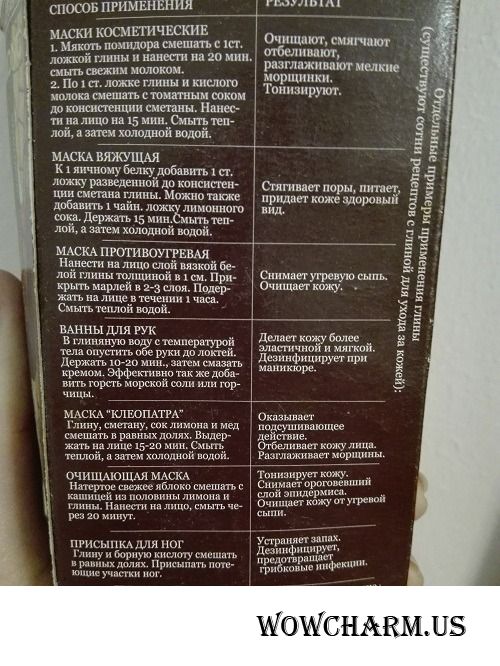 СПОСОБ ПРИМЕНЕНИЯ
РЕЗУЛЬТАТ
МАСКИ КОСМЕТИЧЕСКИЕ
1. Мякоть помидора смешать с 1ст.
ложкой глины и нанести на 20 мин.
смыть свежим молоком.
2. По 1 ст. ложке глины и кислого
молока смешать с томатным соком
до консистенции сметаны. Нанес-
ти на лицо на 15 мин. Смыть теп-
лой, а затем холодной водой.
Очищают, смягчают
отбеливают,
разглаживают мелкие
морщинки.
Тонизируют.
МАСКА ВЯЖУЩАЯ
К 1 яичному белку добавить 1 ст.
ложку разведенной до консистен-
ции сметана глины. Можно также
добавить 1 чайн. ложку лимонного
сока. Держать 15 мин.Смыть теп-
лой, а затем холодной водой.
Стягивает поры, питает,
придает коже здоровый
вид.
МАСКА ПРОТИВОУГРЕВАЯ
Нанести на лицо слой вязкой бе-
лой глины толщиной в 1 см. При-
крыть марлей в 2-3 слоя. Подер-
жать на лице в течении 1 часа.
Смыть теплой водой.
Снимает угревую сыпь.
Очищает кожу.
ВАННЫ ДЛЯ РУК
В глиняную воду с температурой
тела опустить обе руки до локтей.
Держать 10-20 мин., затем смазать
кремом. Эффективно так же доба-
вить горсть морской соли или гор-
чицы.
Делает кожу более
эластичной и мягкой.
Дезинфицирует при
маникюре.
МАСКА "КЛЕОПАТРА"
Глину, сметану, сок лимона и мед
смешать в равных долях. Выдер-
жать на лице 15-20 мин. Смыть
теплой, а затем холодной водой.
Оказывает
подсушивающее
действие.
Отбеливает кожу лица.
Разглаживает морщины.
ОЧИЩАЮЩАЯ МАСКА
Натертое свежее яблоко смешать с
кашицей из половины лимона и
глины. Нанести на лицо, смыть че-
рез 20 минут.
Тонизирует кожу.
Снимает ороговевший
слой эпидермиса.
Очищает кожу от угревой
сыпи.
ПРИСЫПКА ДЛЯ НОГ
Глину и борную кислоту смешать
в равных долях. Присыпать поте-
ющие участки ног.
Устраняет запах.
Дезинфицирует,
предотвращает
грибковые инфекции.
Отдельные примеры применения глины
(существуют сотни рецептов с глиной для ухода за кожей):
WOWCHARM.US